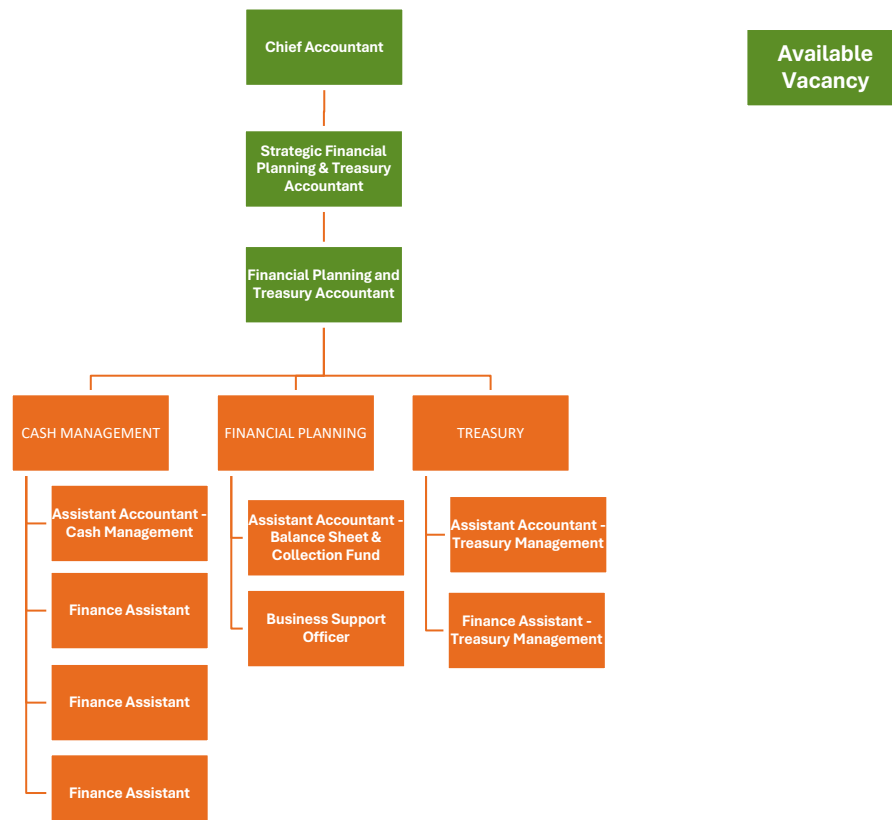 Chief Accountant
Available
Vacancy
Strategic Financial
Planning & Treasury
Accountant
Financial Planning and
Treasury Accountant
CASH MANAGEMENT
FINANCIAL PLANNING
TREASURY
Assistant Accountant -
Cash Management
Finance Assistant
Finance Assistant
Finance Assistant
Assistant Accountant -
Balance Sheet &
Collection Fund
Business Support
Officer
Assistant Accountant -
Treasury Management
Finance Assistant -
Treasury Management